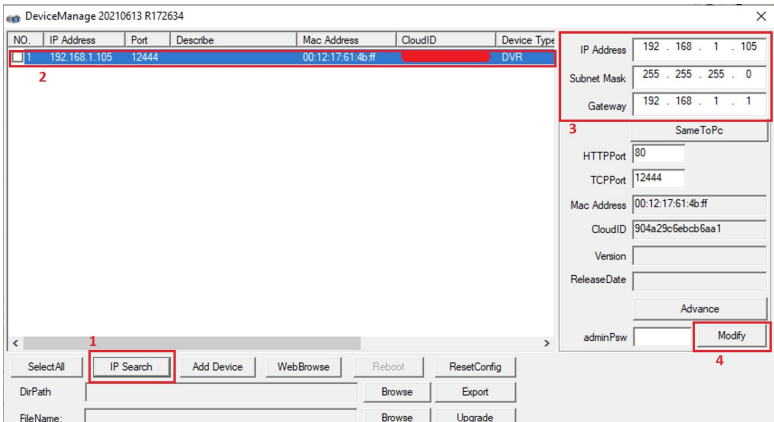 DeviceManage 20210613 R172634
NO. IP Address Port Describe Mac Address CloudID Device Type
1 192.168.1.105 12444 00:12:17:61:4b:ff DVR
2
IP Address 192 . 168 . 1 . 105
Subnet Mask 255 . 255 . 255 . 0
Gateway 192 . 168 . 1 . 1
3
SameToPc
HTTPPort 80
TCPPort 12444
Mac Address 00:12:17:61:4b:ff
CloudID 904a29c6ebcb6aa1
Version
ReleaseDate
Advance
adminPsw Modify
4
1
SelectAll IP Search Add Device WebBrowse Reboot ResetConfig
DirPath Browse Export
FileName: Browse Upgrade